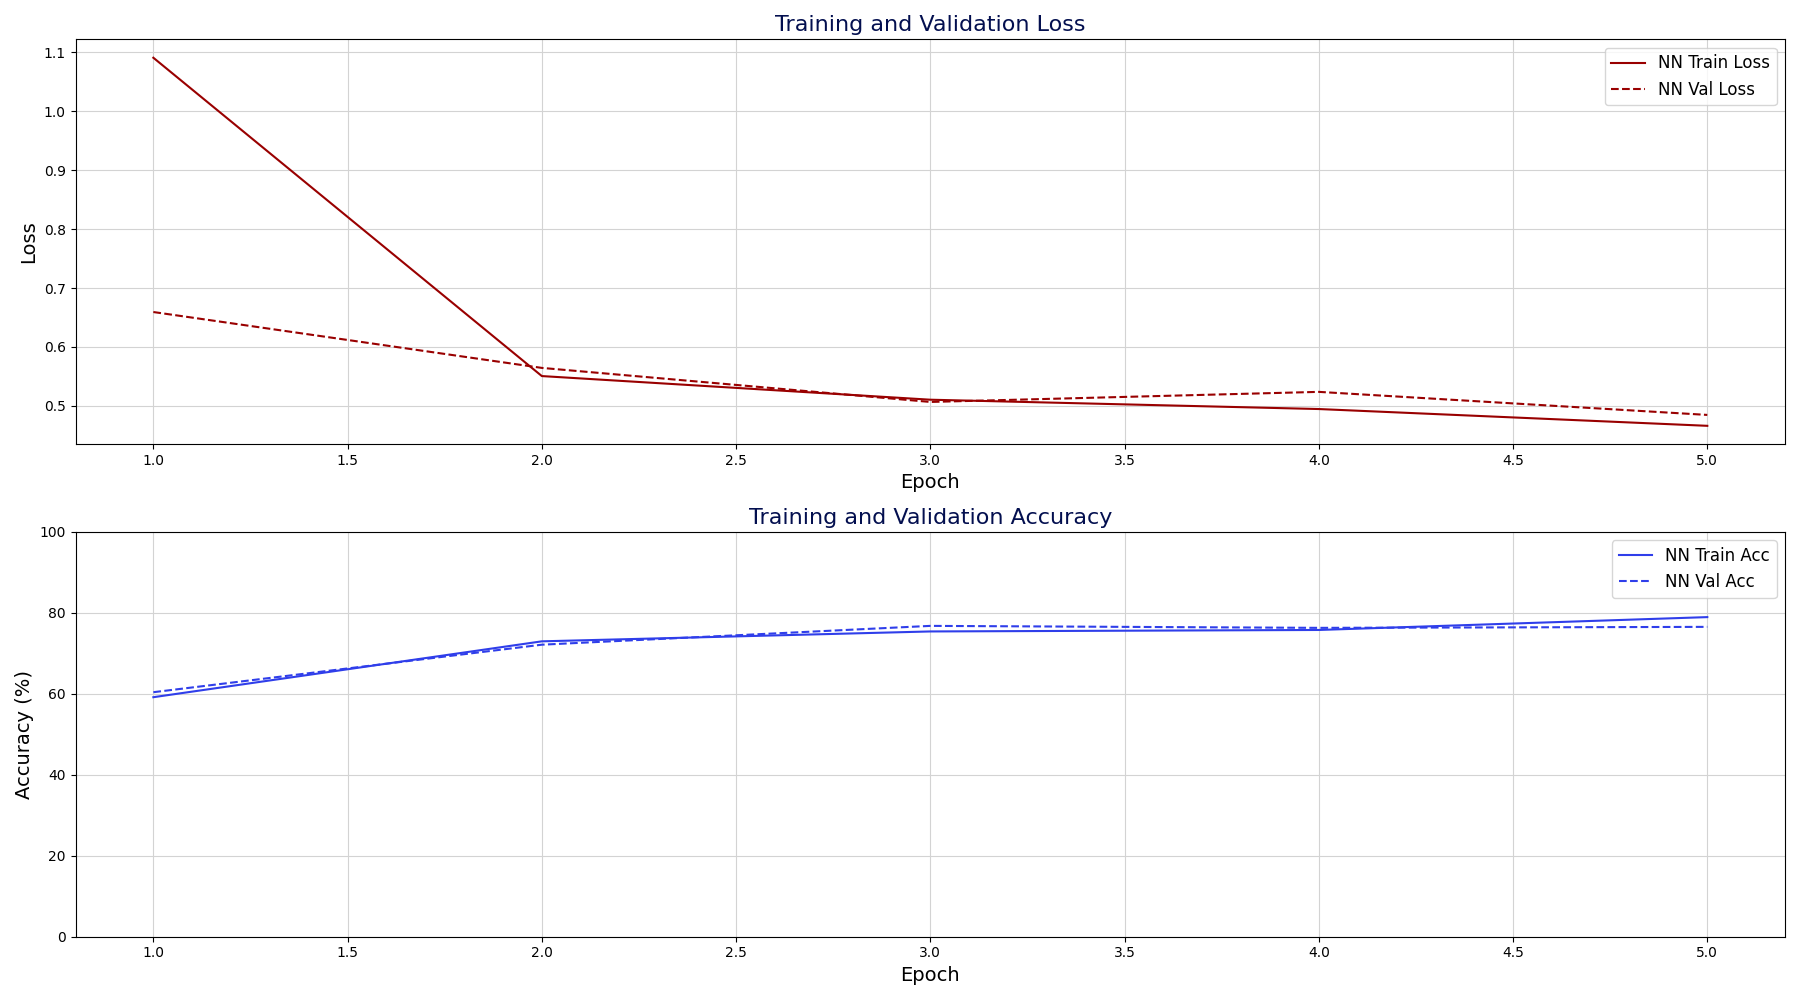 Training and Validation Loss
1.1
1.0
0.9
0.8
0.7
0.6
0.5
Loss
NN Train Loss
NN Val Loss
1.0 1.5 2.0 2.5 3.0 3.5 4.0 4.5 5.0
Epoch
Training and Validation Accuracy
100
80
60
40
20
0
Accuracy (%)
NN Train Acc
NN Val Acc
1.0 1.5 2.0 2.5 3.0 3.5 4.0 4.5 5.0
Epoch